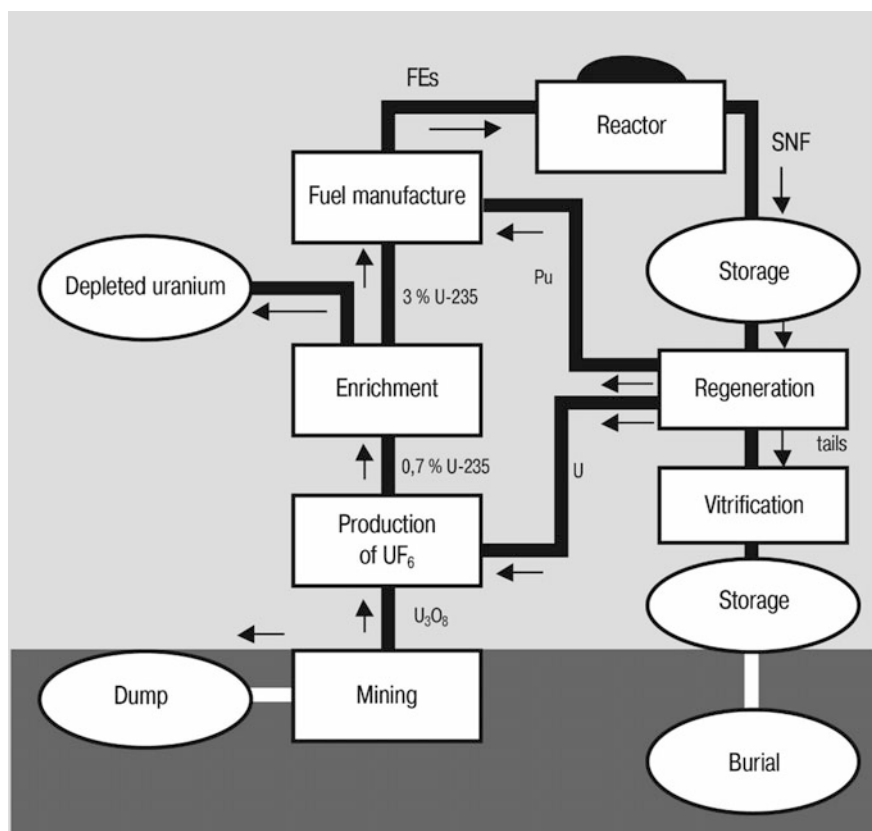 FEs
Reactor
SNF
Fuel manufacture
Storage
Depleted uranium
Pu
3 % U-235
Enrichment
Regeneration
tails
0,7 % U-235
U
Vitrification
Production
of UF₆
Storage
U₃O₈
Dump
Mining
Burial